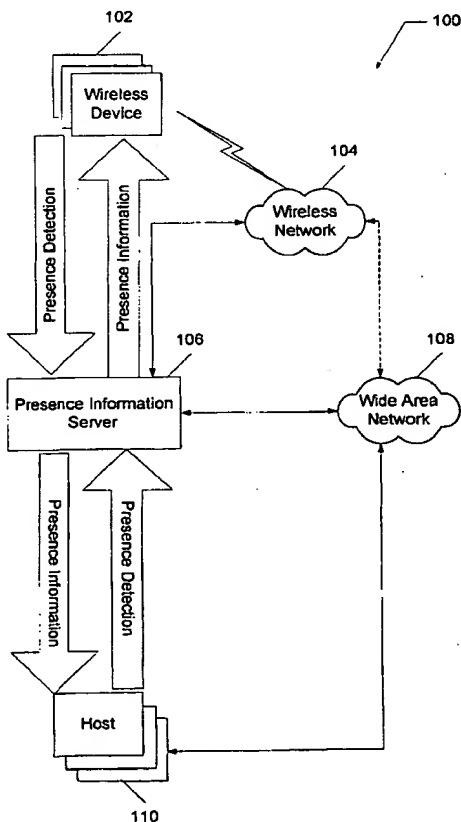 102
100
Wireless
Device
104
Wireless
Network
Presence Detection
Presence Information
106
108
Presence Information
Server
Wide Area
Network
Presence Information
Presence Detection
Host
110